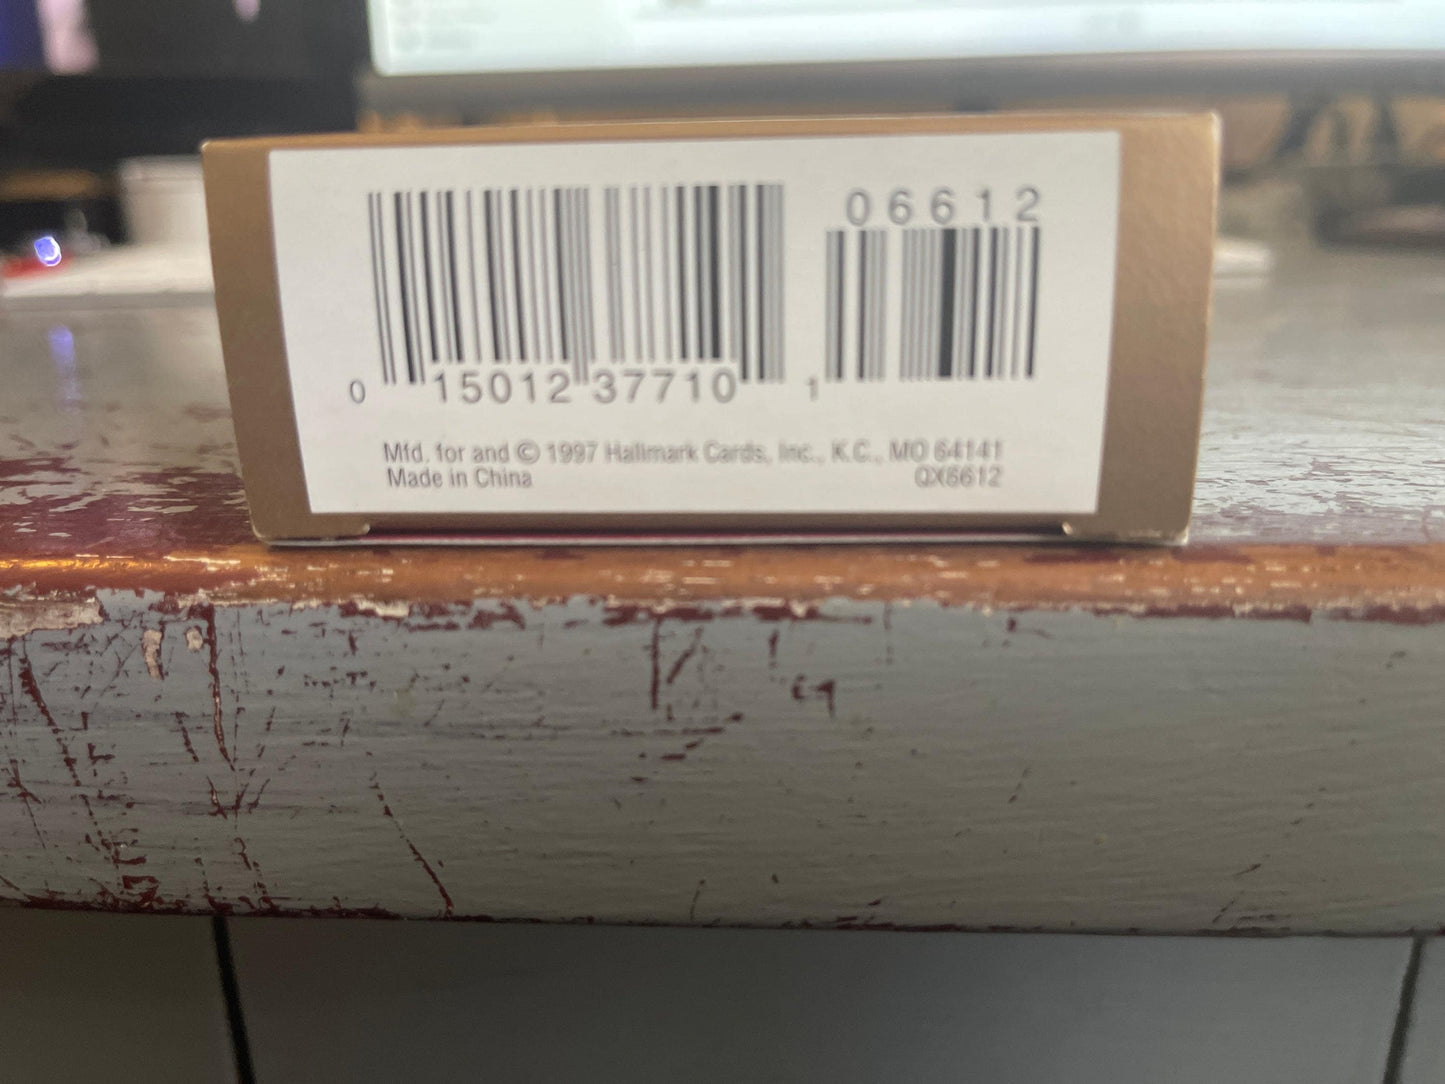 06612
0 15012 37710 1
Mfd. for and © 1997 Hallmark Cards, Inc., K.C., MO 64141
Made in China QX6612